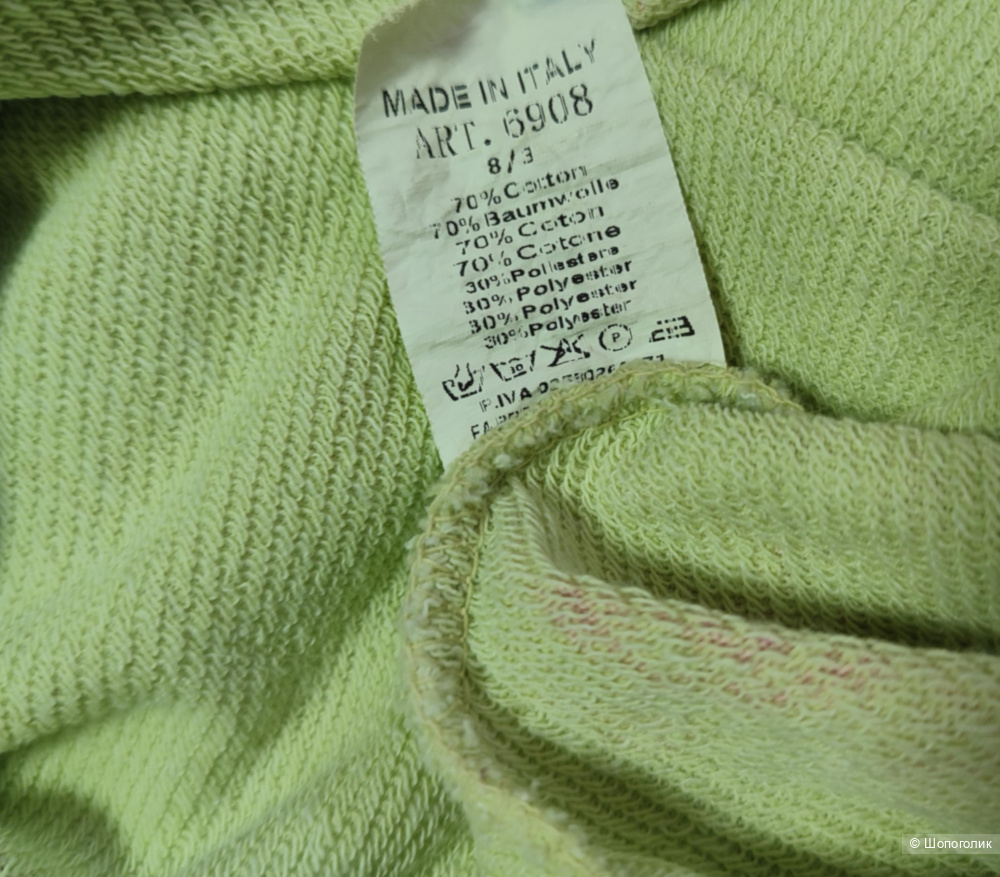 MADE IN ITALY
ART. 6908
8/3
70% Cotton
70% Baumwolle
70% Coton
70% Cotone
30% Poliestere
30% Polyester
30% Polyester
30% Polyester
P
P.IVA
© Шопоголик